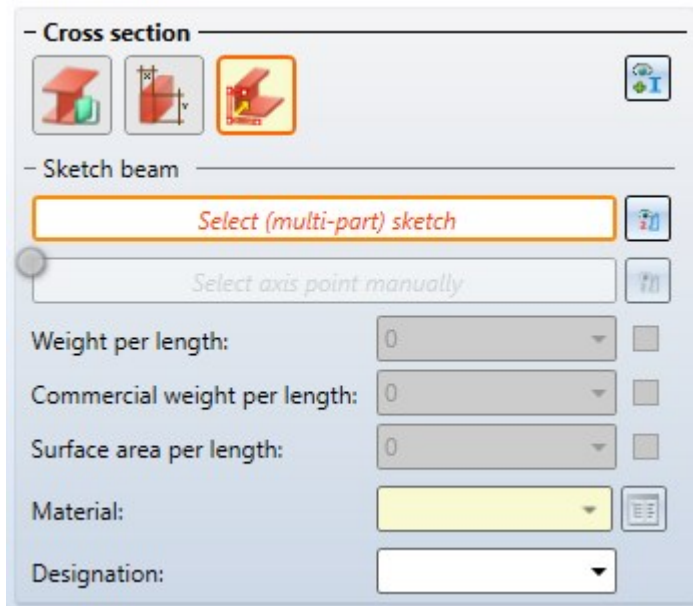 Cross section
Sketch beam
Select (multi-part) sketch
Select axis point manually
Weight per length: 0
Commercial weight per length: 0
Surface area per length: 0
Material:
Designation: